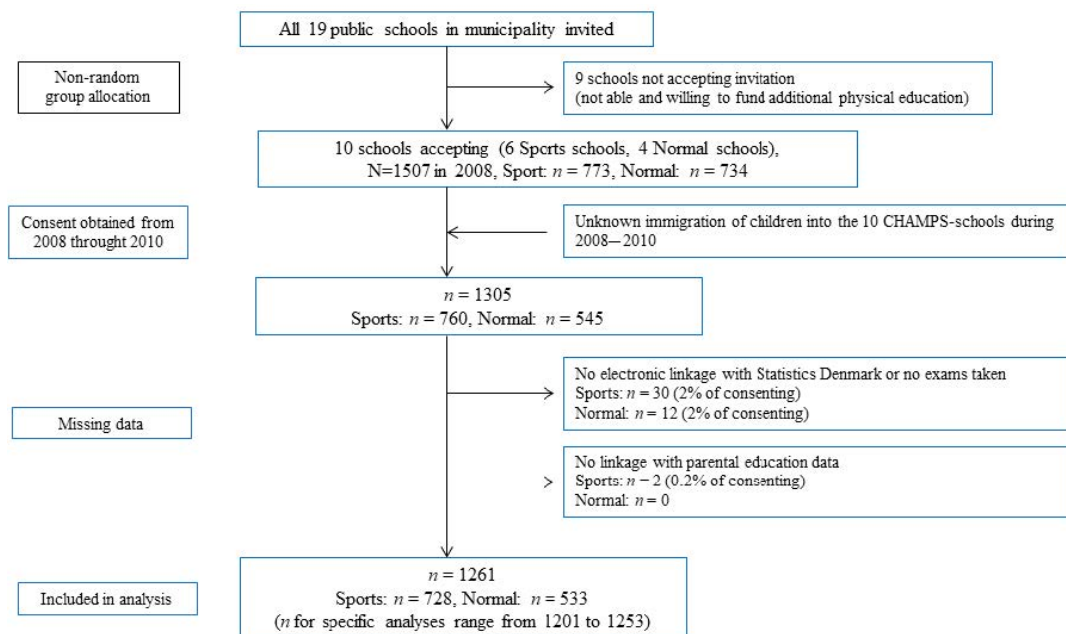 All 19 public schools in municipality invited
Non-random
group allocation
9 schools not accepting invitation
(not able and willing to fund additional physical education)
10 schools accepting (6 Sports schools, 4 Normal schools),
N=1507 in 2008, Sport: n = 773, Normal: n = 734
Consent obtained from
2008 throught 2010
Unknown immigration of children into the 10 CHAMPS-schools during
2008—2010
n = 1305
Sports: n = 760, Normal: n = 545
No electronic linkage with Statistics Denmark or no exams taken
Sports: n = 30 (2% of consenting)
Normal: n = 12 (2% of consenting)
Missing data
No linkage with parental education data
Sports: n − 2 (0.2% of consenting)
Normal: n = 0
n = 1261
Sports: n = 728, Normal: n = 533
(n for specific analyses range from 1201 to 1253)
Included in analysis